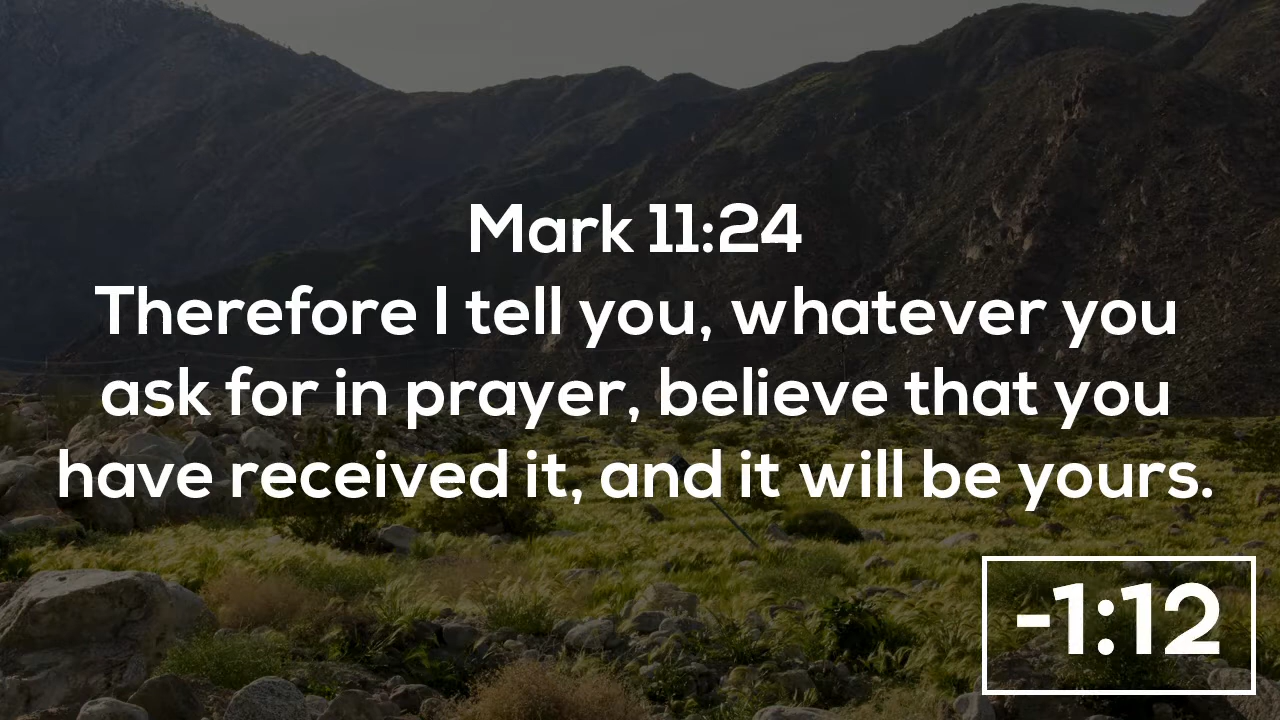 Mark 11:24
Therefore I tell you, whatever you
ask for in prayer, believe that you
have received it, and it will be yours.
-1:12